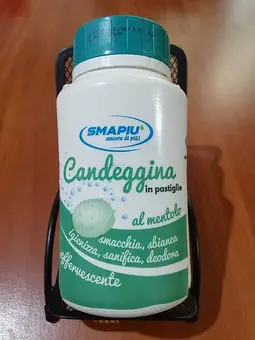 SMAPIU'
ancora di più!
Candeggina
in pastiglie
al mentolo
smacchia, sbianca
igienizza, sanifica, deodora
effervescente